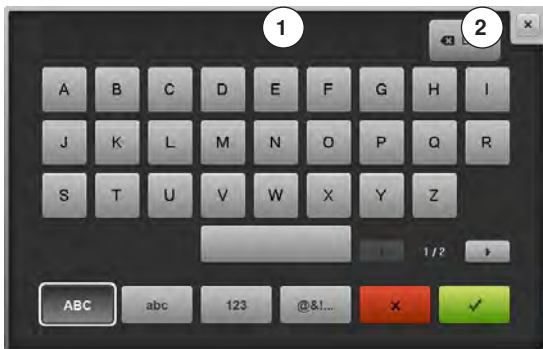 1 2
A B C D E F G H I
J K L M N O P Q R
S T U V W X Y Z
1/2
ABC abc 123 @&!...